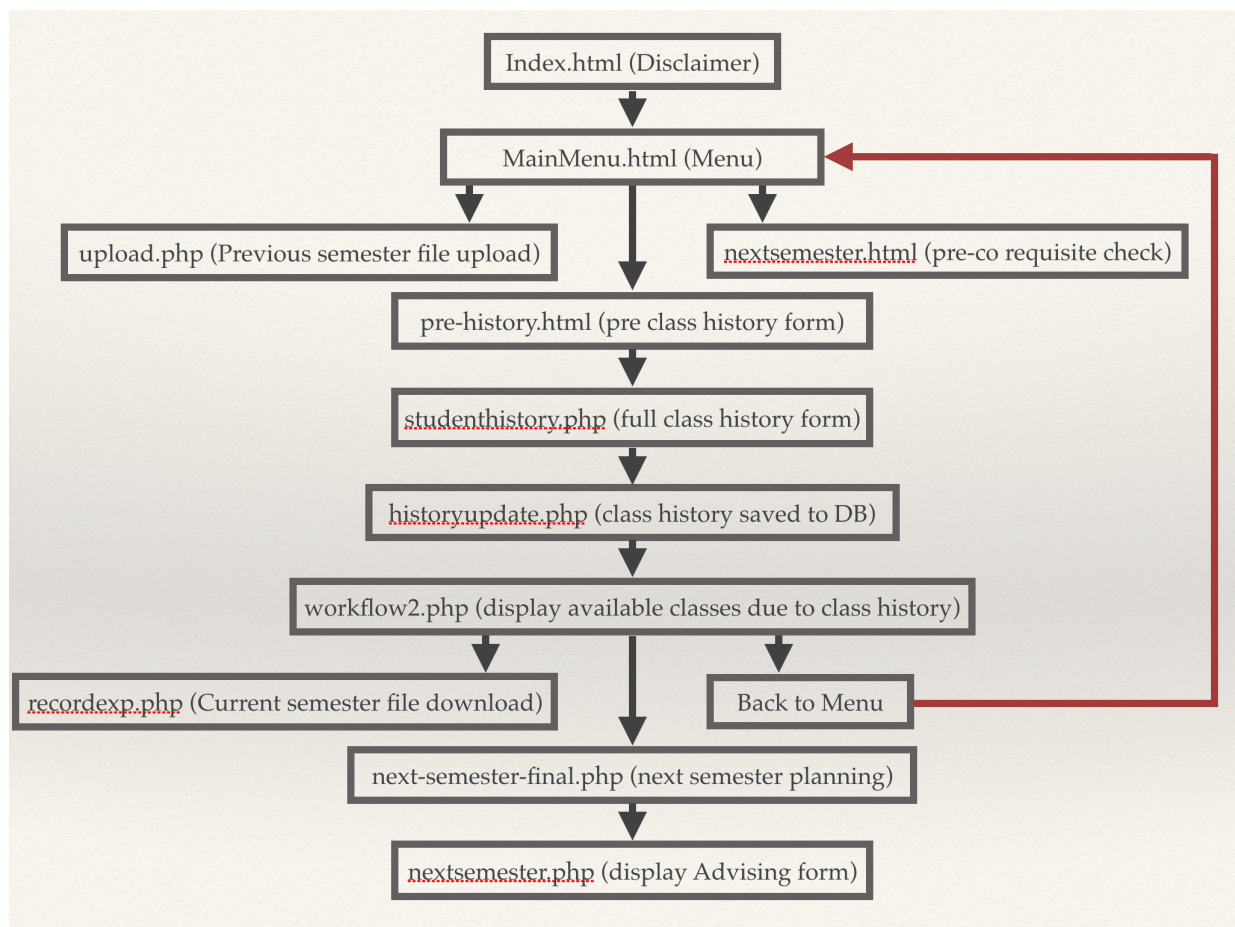 Index.html (Disclaimer)
MainMenu.html (Menu)
upload.php (Previous semester file upload)
nextsemester.html (pre-co requisite check)
pre-history.html (pre class history form)
studenthistory.php (full class history form)
historyupdate.php (class history saved to DB)
workflow2.php (display available classes due to class history)
recordexp.php (Current semester file download)
Back to Menu
next-semester-final.php (next semester planning)
nextsemester.php (display Advising form)